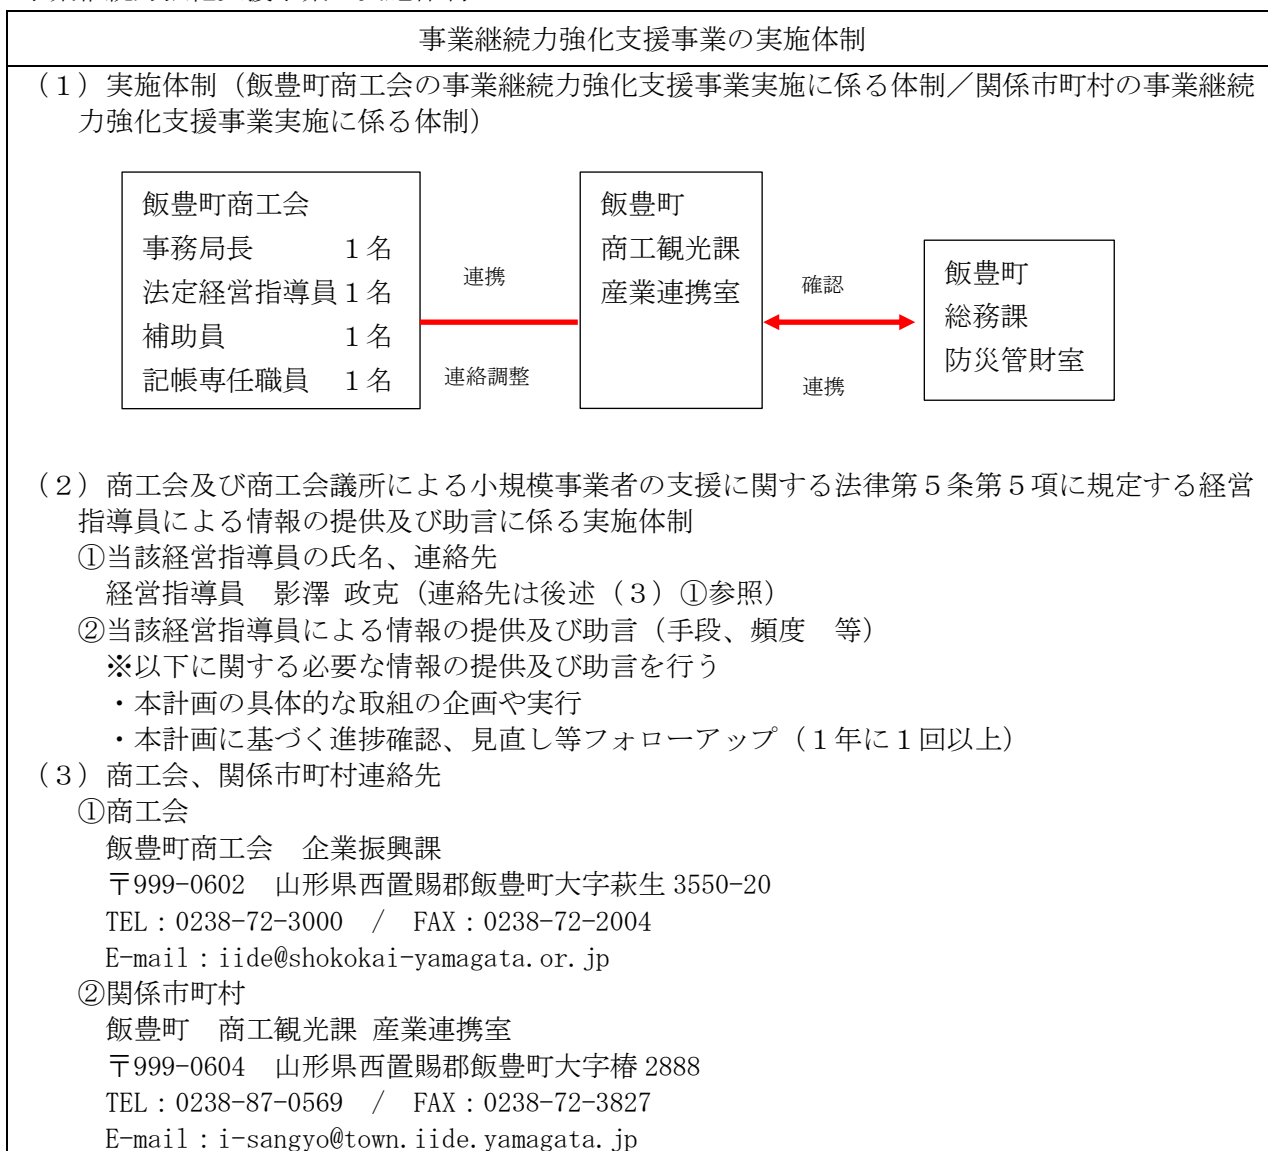 事業継続力強化支援事業の実施体制
（１）実施体制（飯豊町商工会の事業継続力強化支援事業実施に係る体制／関係市町村の事業継続
力強化支援事業実施に係る体制）
飯豊町商工会
事務局長　　　１名
法定経営指導員１名
補助員　　　　１名
記帳専任職員　１名
連携
連絡調整
飯豊町
商工観光課
産業連携室
確認
連携
飯豊町
総務課
防災管財室
（２）商工会及び商工会議所による小規模事業者の支援に関する法律第５条第５項に規定する経営
指導員による情報の提供及び助言に係る実施体制
①当該経営指導員の氏名、連絡先
経営指導員　影澤 政克（連絡先は後述（３）①参照）
②当該経営指導員による情報の提供及び助言（手段、頻度　等）
※以下に関する必要な情報の提供及び助言を行う
・本計画の具体的な取組の企画や実行
・本計画に基づく進捗確認、見直し等フォローアップ（１年に１回以上）
（３）商工会、関係市町村連絡先
①商工会
飯豊町商工会　企業振興課
〒999-0602　山形県西置賜郡飯豊町大字萩生 3550-20
TEL：0238-72-3000　/　FAX：0238-72-2004
E-mail：iide@shokokai-yamagata.or.jp
②関係市町村
飯豊町　商工観光課 産業連携室
〒999-0604　山形県西置賜郡飯豊町大字椿 2888
TEL：0238-87-0569　/　FAX：0238-72-3827
E-mail：i-sangyo@town.iide.yamagata.jp